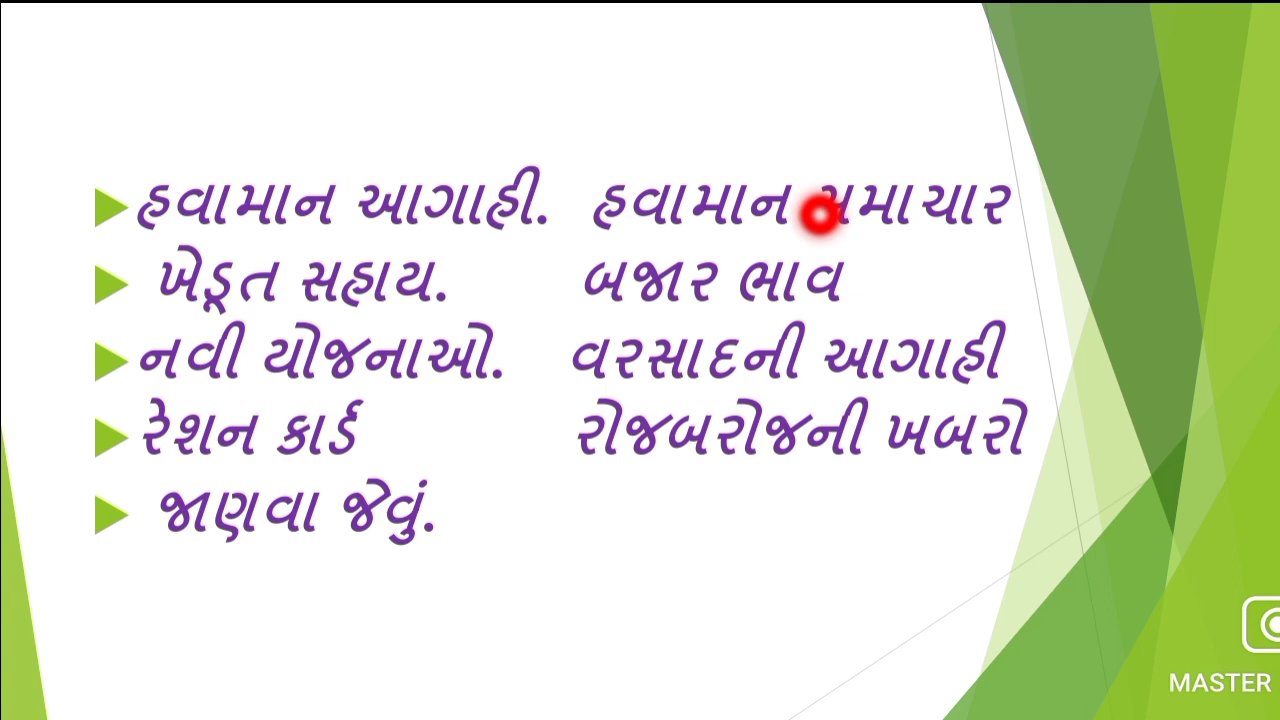 હવામાન આગાહી. હવામાન સમાચાર
ખેડૂત સહાય. બજાર ભાવ
નવી યોજનાઓ. વરસાદની આગાહી
રેશન કાર્ડ રોજબરોજની ખબરો
જાણવા જેવું.
MASTER